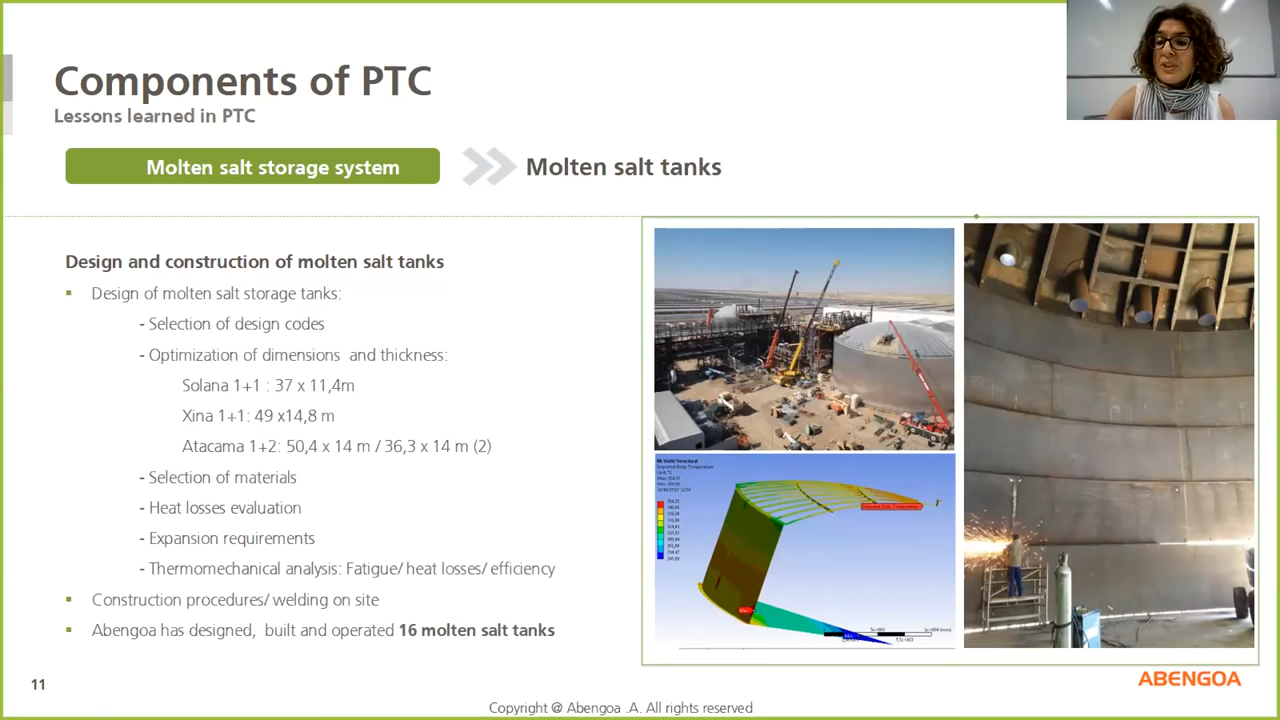 Components of PTC
Lessons learned in PTC
Molten salt storage system
Molten salt tanks
Design and construction of molten salt tanks
▪ Design of molten salt storage tanks:
- Selection of design codes
- Optimization of dimensions and thickness:
Solana 1+1 : 37 x 11,4m
Xina 1+1: 49 x14,8 m
Atacama 1+2: 50,4 x 14 m / 36,3 x 14 m (2)
- Selection of materials
- Heat losses evaluation
- Expansion requirements
- Thermomechanical analysis: Fatigue/ heat losses/ efficiency
▪ Construction procedures/ welding on site
▪ Abengoa has designed, built and operated 16 molten salt tanks
Imported Body Temperature
11
ABENGOA
Copyright @ Abengoa .A. All rights reserved